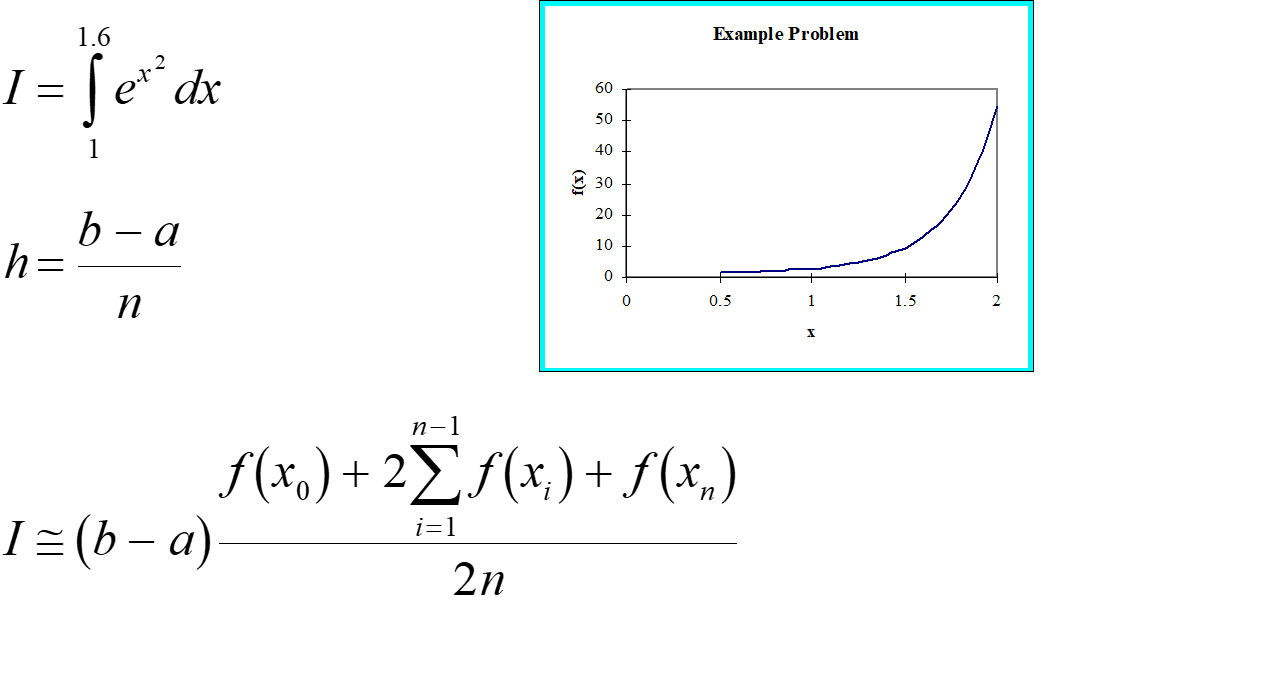 I = ∫₁^1.6 e^x² dx
h = (b − a) / n
Example Problem
f(x)
60
50
40
30
20
10
0
0 0.5 1 1.5 2
x
I ≅ (b − a) (f(x₀) + 2 ∑_{i=1}^{n−1} f(xᵢ) + f(xₙ)) / 2n